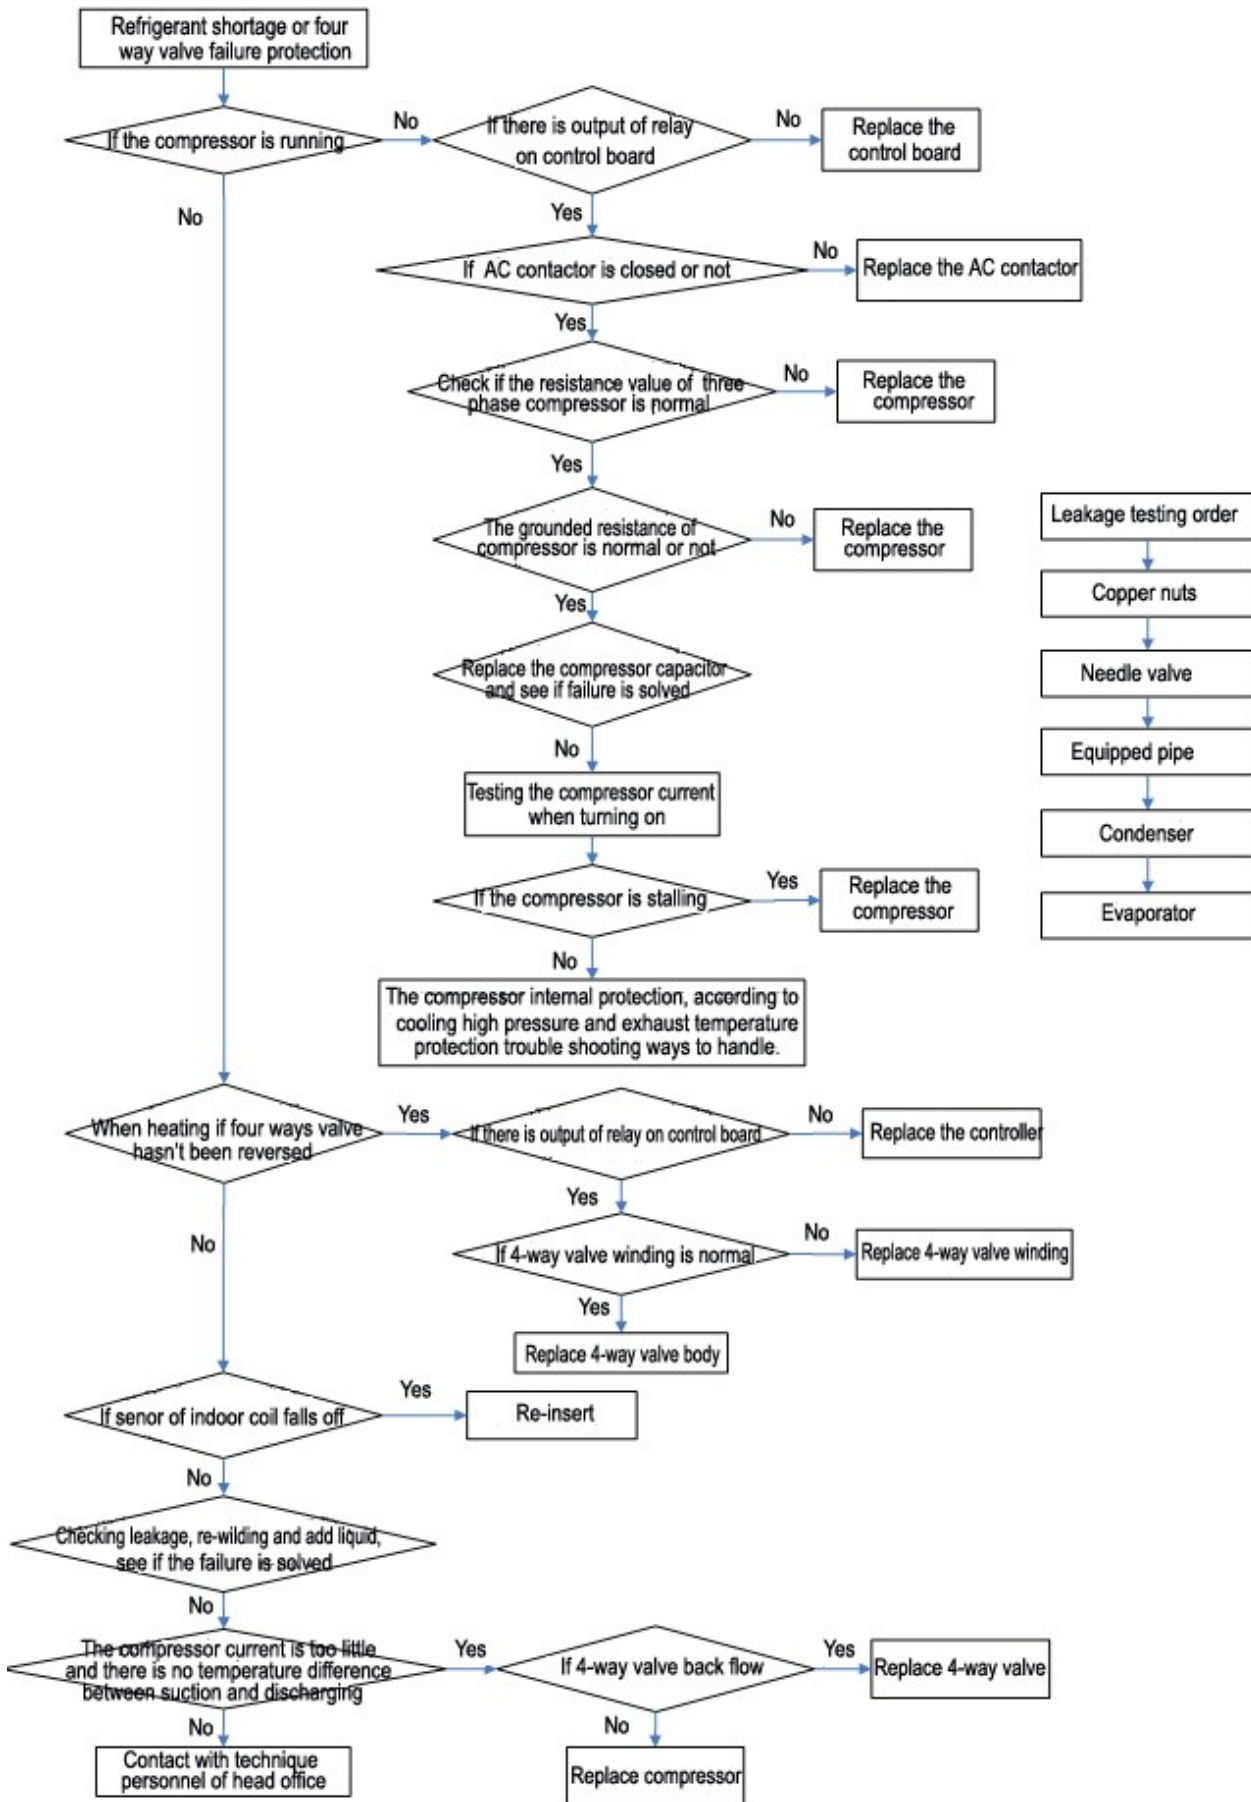 Refrigerant shortage or four
way valve failure protection
If the compressor is running
No
If there is output of relay
on control board
No
Replace the
control board
No
Yes
If AC contactor is closed or not
No
Replace the AC contactor
Yes
Check if the resistance value of three
phase compressor is normal
No
Replace the
compressor
Yes
The grounded resistance of
compressor is normal or not
No
Replace the
compressor
Yes
Replace the compressor capacitor
and see if failure is solved
No
Testing the compressor current
when turning on
If the compressor is stalling
Yes
Replace the
compressor
No
The compressor internal protection, according to
cooling high pressure and exhaust temperature
protection trouble shooting ways to handle.
Leakage testing order
Copper nuts
Needle valve
Equipped pipe
Condenser
Evaporator
When heating if four ways valve
hasn't been reversed
Yes
If there is output of relay on control board
No
Replace the controller
Yes
No
If 4-way valve winding is normal
No
Replace 4-way valve winding
Yes
Replace 4-way valve body
If senor of indoor coil falls off
Yes
Re-insert
No
Checking leakage, re-wilding and add liquid,
see if the failure is solved
No
The compressor current is too little
and there is no temperature difference
between suction and discharging
Yes
If 4-way valve back flow
Yes
Replace 4-way valve
No
Contact with technique
personnel of head office
No
Replace compressor